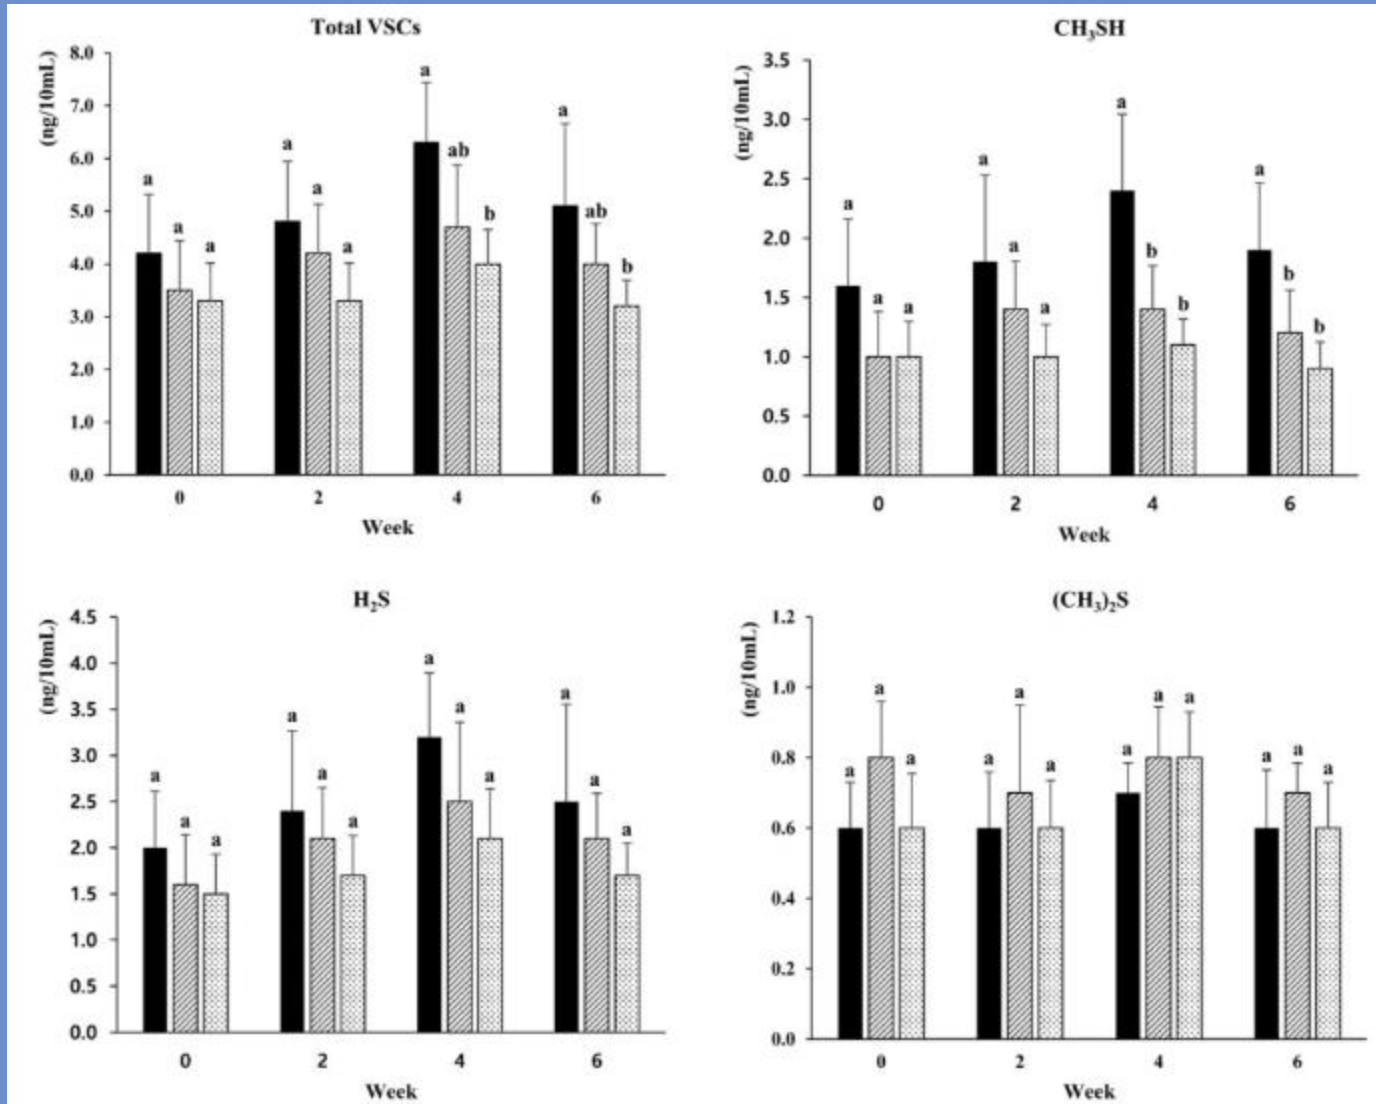 Total VSCs
(ng/10mL)
8.0
7.0
6.0
5.0
4.0
3.0
2.0
1.0
0.0
a a a
a a a
a ab b
a ab b
0 2 4 6
Week
CH₃SH
(ng/10mL)
3.5
3.0
2.5
2.0
1.5
1.0
0.5
0.0
a a a
a a a
a b b
a b b
0 2 4 6
Week
H₂S
(ng/10mL)
4.5
4.0
3.5
3.0
2.5
2.0
1.5
1.0
0.5
0.0
a a a
a a a
a a a
a a a
0 2 4 6
Week
(CH₃)₂S
(ng/10mL)
1.2
1.0
0.8
0.6
0.4
0.2
0.0
a a a
a a a
a a a
a a a
0 2 4 6
Week